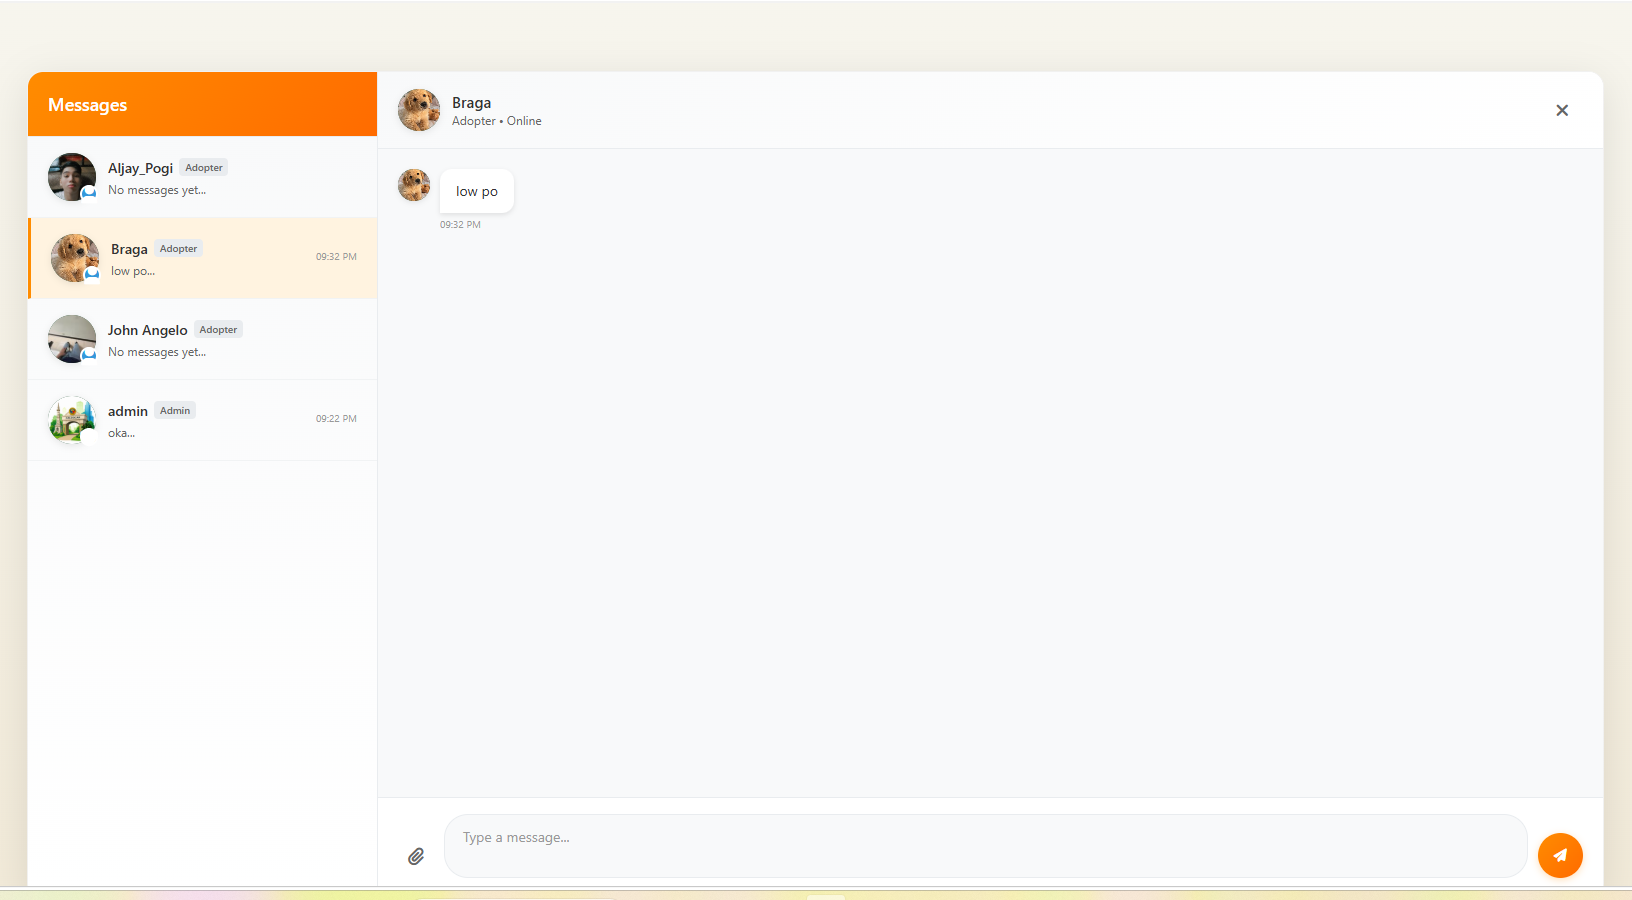 Messages
Aljay_Pogi Adopter
No messages yet...
Braga Adopter
09:32 PM
low po...
John Angelo Adopter
No messages yet...
admin Admin
09:22 PM
oka...
Braga
Adopter • Online
low po
09:32 PM
Type a message...